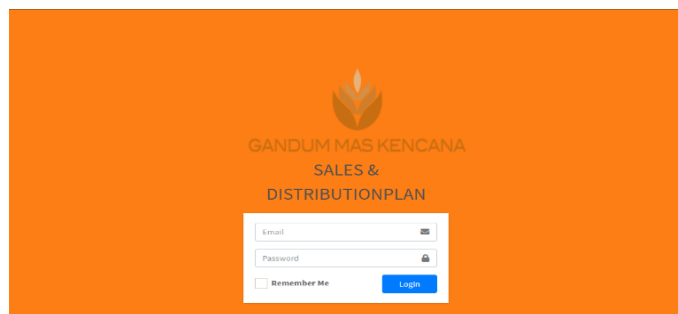 GANDUM MAS KENCANA
SALES &
DISTRIBUTIONPLAN
Email
Password
Remember Me
Login